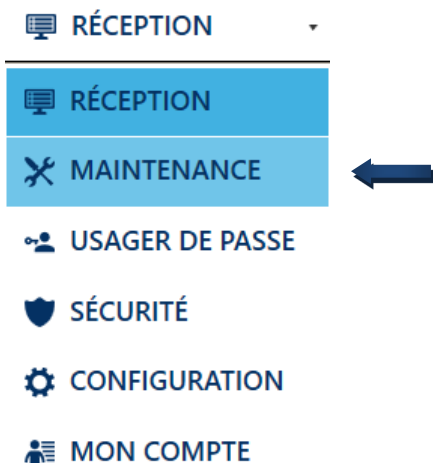 RÉCEPTION
RÉCEPTION
MAINTENANCE
USAGER DE PASSE
SÉCURITÉ
CONFIGURATION
MON COMPTE